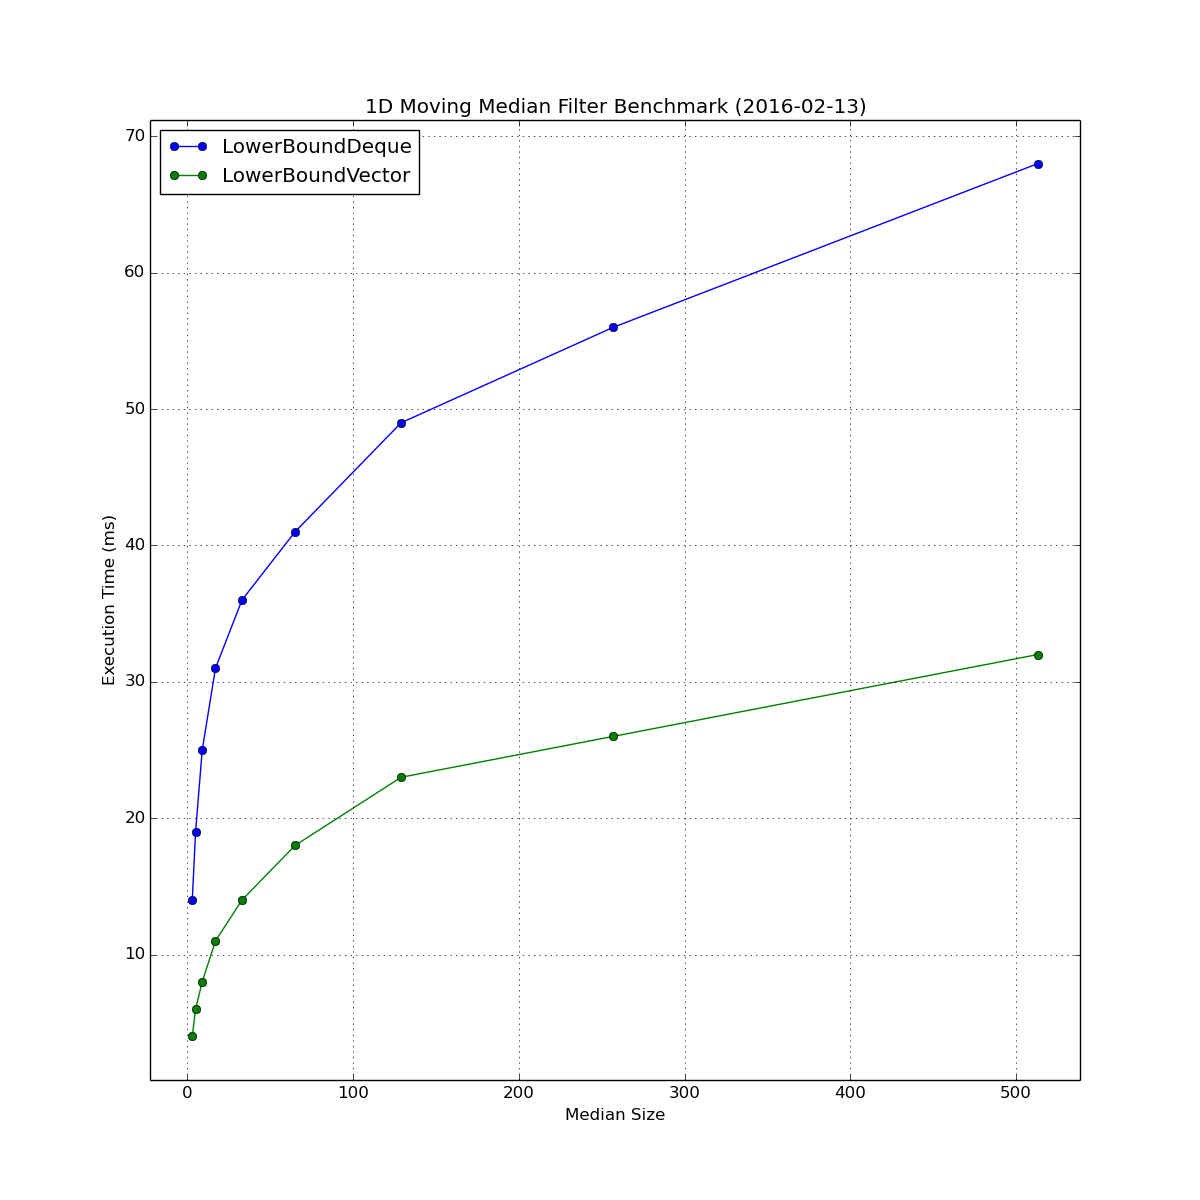 1D Moving Median Filter Benchmark (2016-02-13)
LowerBoundDeque
LowerBoundVector
70
60
50
40
30
20
10
Execution Time (ms)
0 100 200 300 400 500
Median Size